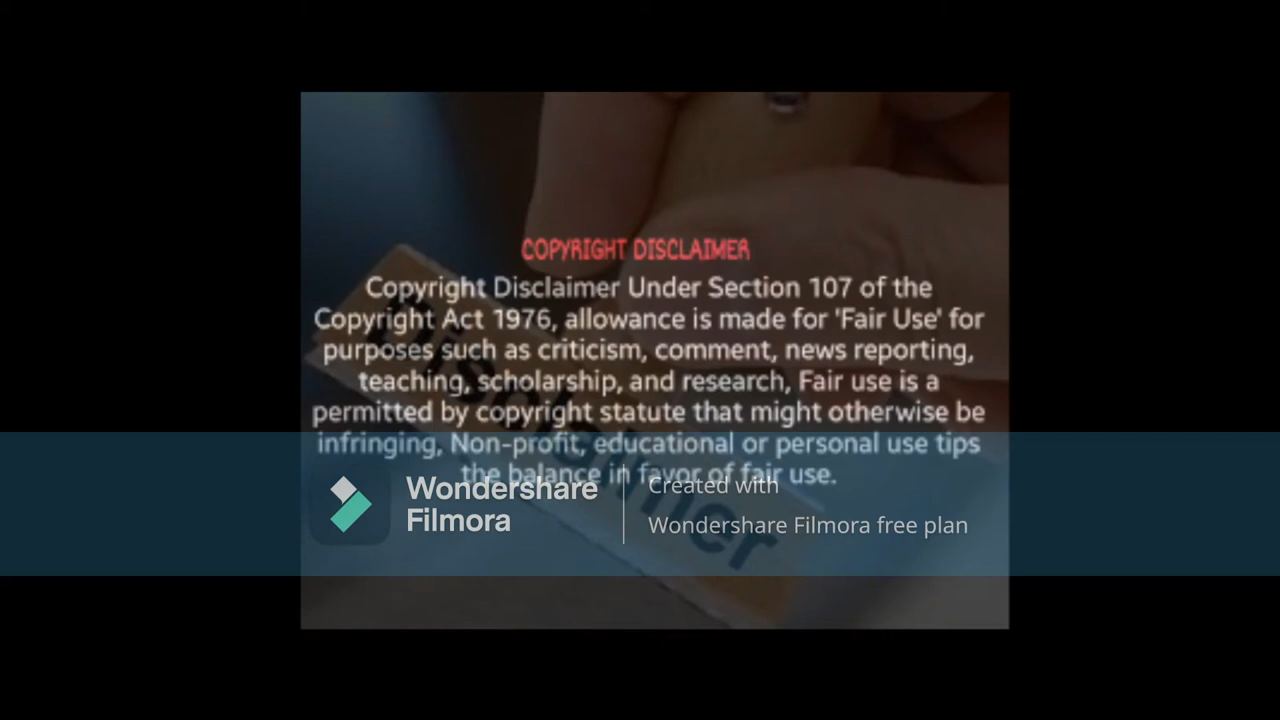 COPYRIGHT DISCLAIMER
Copyright Disclaimer Under Section 107 of the
Copyright Act 1976, allowance is made for 'Fair Use' for
purposes such as criticism, comment, news reporting,
teaching, scholarship, and research, Fair use is a
permitted by copyright statute that might otherwise be
infringing, Non-profit, educational or personal use tips
the balance in favor of fair use.
Disclaimer
Wondershare
Filmora
Created with
Wondershare Filmora free plan